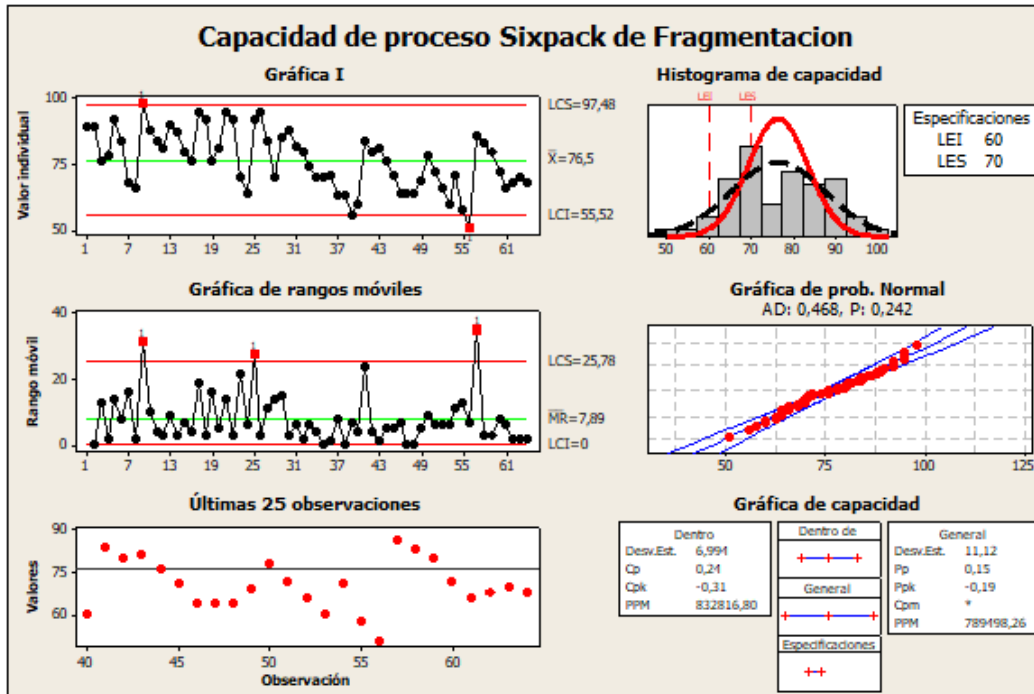 Capacidad de proceso Sixpack de Fragmentacion
Gráfica I
Valor individual
100
75
50
1 7 13 19 25 31 37 43 49 55 61
LCS=97,48
X=76,5
LCI=55,52
Histograma de capacidad
LEI LES
50 60 70 80 90 100
Especificaciones
LEI 60
LES 70
Gráfica de rangos móviles
Rango móvil
40
20
0
1 7 13 19 25 31 37 43 49 55 61
LCS=25,78
MR=7,89
LCI=0
Gráfica de prob. Normal
AD: 0,468, P: 0,242
50 75 100 125
Últimas 25 observaciones
Valores
90
75
60
40 45 50 55 60
Observación
Gráfica de capacidad
Dentro
Desv.Est. 6,994
Cp 0,24
Cpk -0,31
PPM 832816,80
Dentro de
General
Especificaciones
General
Desv.Est. 11,12
Pp 0,15
Ppk -0,19
Cpm *
PPM 789498,26